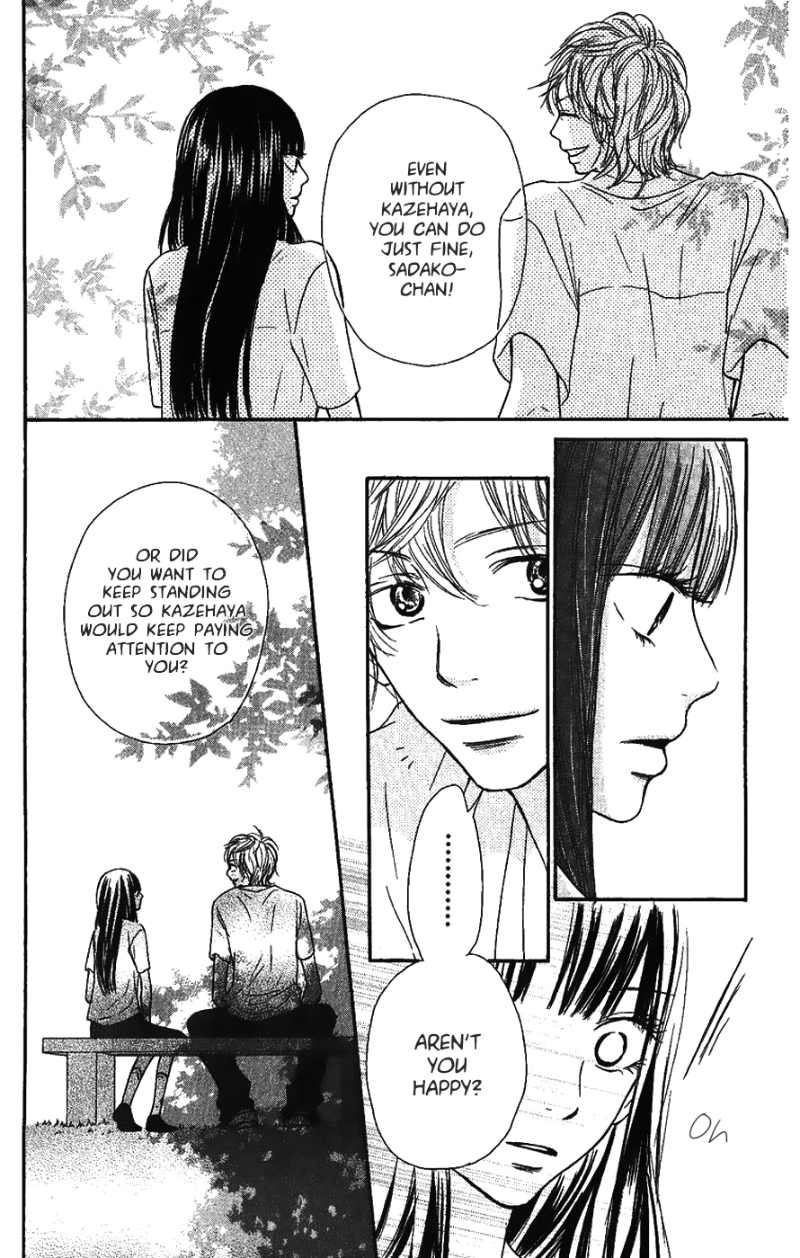 EVEN
WITHOUT
KAZEHAYA,
YOU CAN DO
JUST FINE,
SADAKO-
CHAN!
.........
AREN'T
YOU
HAPPY?
Oh
OR DID
YOU WANT TO
KEEP STANDING
OUT SO KAZEHAYA
WOULD KEEP PAYING
ATTENTION TO
YOU?